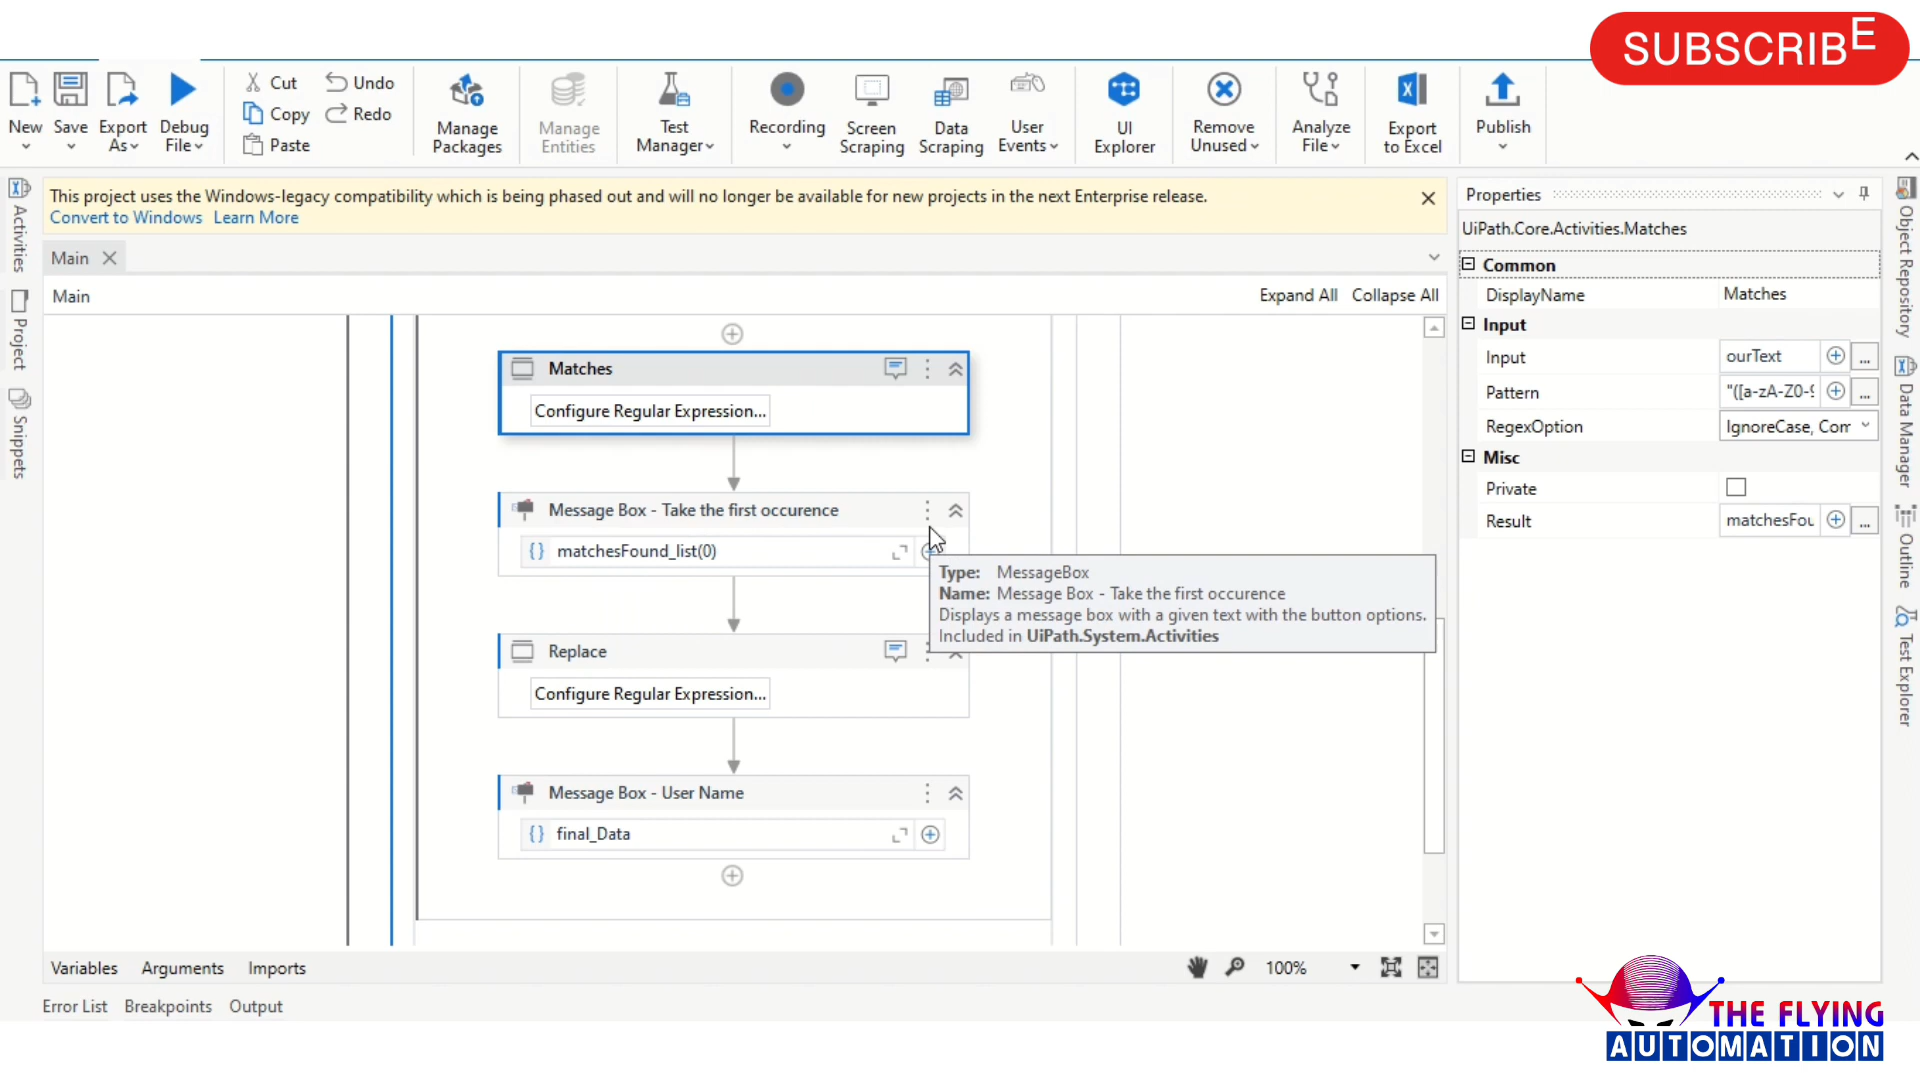 SUBSCRIBE
New
Save
Export
As
Debug
File
Cut
Copy
Paste
Undo
Redo
Manage
Packages
Manage
Entities
Test
Manager
Recording
Screen
Scraping
Data
Scraping
User
Events
UI
Explorer
Remove
Unused
Analyze
File
Export
to Excel
Publish
This project uses the Windows-legacy compatibility which is being phased out and will no longer be available for new projects in the next Enterprise release.
Convert to Windows Learn More
Activities
Project
Snippets
Main
Main
Expand All Collapse All
Matches
Configure Regular Expression...
Message Box - Take the first occurence
{} matchesFound_list(0)
Type: MessageBox
Name: Message Box - Take the first occurence
Displays a message box with a given text with the button options.
Included in UiPath.System.Activities
Replace
Configure Regular Expression...
Message Box - User Name
{} final_Data
Variables Arguments Imports
100%
Error List Breakpoints Output
Properties
UiPath.Core.Activities.Matches
Common
DisplayName Matches
Input
Input ourText ...
Pattern "([a-zA-Z0-9 ...
RegexOption IgnoreCase, Com
Misc
Private
Result matchesFou ...
Object Repository
Data Manager
Outline
Test Explorer
THE FLYING
AUTOMATION